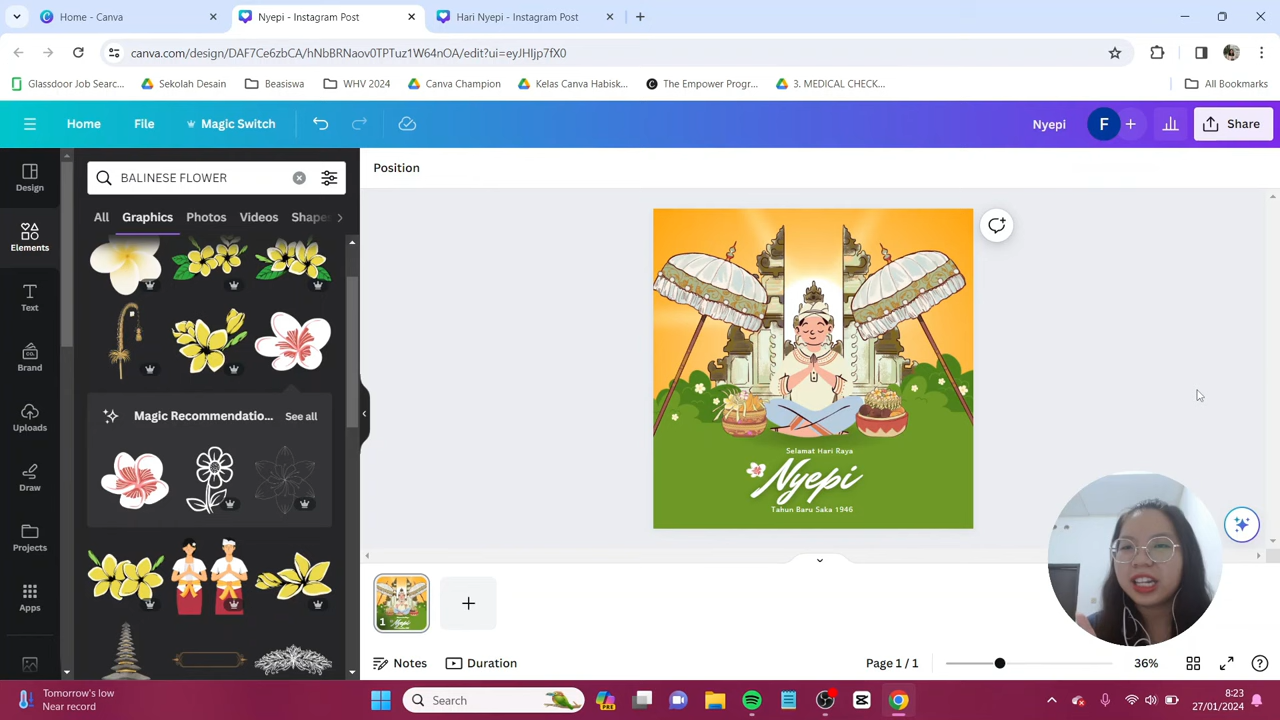 Home - Canva
Nyepi - Instagram Post
Hari Nyepi - Instagram Post
canva.com/design/DAF7Ce6zbCA/hNbBRNaov0TPTuz1W64nOA/edit?ui=eyJHIjp7fX0
Glassdoor Job Searc...
Sekolah Desain
Beasiswa
WHV 2024
Canva Champion
Kelas Canva Habisk...
The Empower Progr...
3. MEDICAL CHECK...
All Bookmarks
Home
File
Magic Switch
Nyepi
F
Share
Design
Elements
Text
Brand
Uploads
Draw
Projects
Apps
BALINESE FLOWER
All
Graphics
Photos
Videos
Shape
Magic Recommendatio...
See all
Position
Selamat Hari Raya
Nyepi
Tahun Baru Saka 1946
1
Notes
Duration
Page 1 / 1
36%
Tomorrow's low
Near record
Search
PRE
8:23
27/01/2024